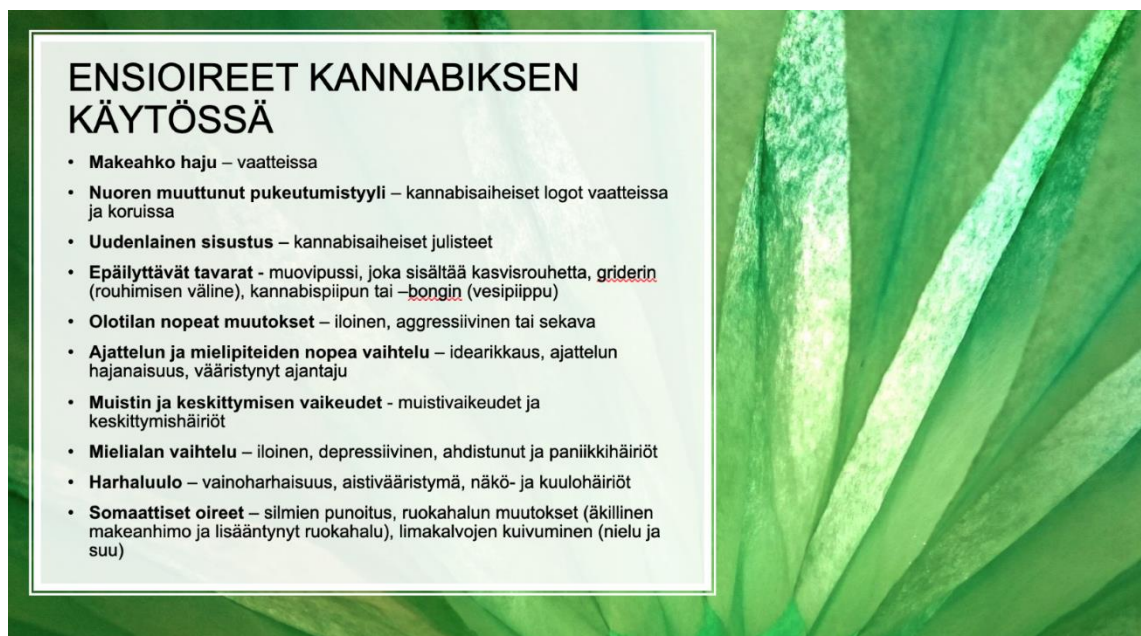 ENSIOIREET KANNABIKSEN
KÄYTÖSSÄ
• Makeahko haju – vaatteissa
• Nuoren muuttunut pukeutumistyyli – kannabisaiheiset logot vaatteissa
ja koruissa
• Uudenlainen sisustus – kannabisaiheiset julisteet
• Epäilyttävät tavarat - muovipussi, joka sisältää kasvisrouhetta, griderin
(rouhimisen väline), kannabispiipun tai –bongin (vesipiippu)
• Olotilan nopeat muutokset – iloinen, aggressiivinen tai sekava
• Ajattelun ja mielipiteiden nopea vaihtelu – idearikkaus, ajattelun
hajanaisuus, vääristynyt ajantaju
• Muistin ja keskittymisen vaikeudet - muistivaikeudet ja
keskittymishäiriöt
• Mielialan vaihtelu – iloinen, depressiivinen, ahdistunut ja paniikkihäiriöt
• Harhaluulo – vainoharhaisuus, aistivääristymä, näkö- ja kuulohäiriöt
• Somaattiset oireet – silmien punoitus, ruokahalun muutokset (äkillinen
makeanhimo ja lisääntynyt ruokahalu), limakalvojen kuivuminen (nielu ja
suu)